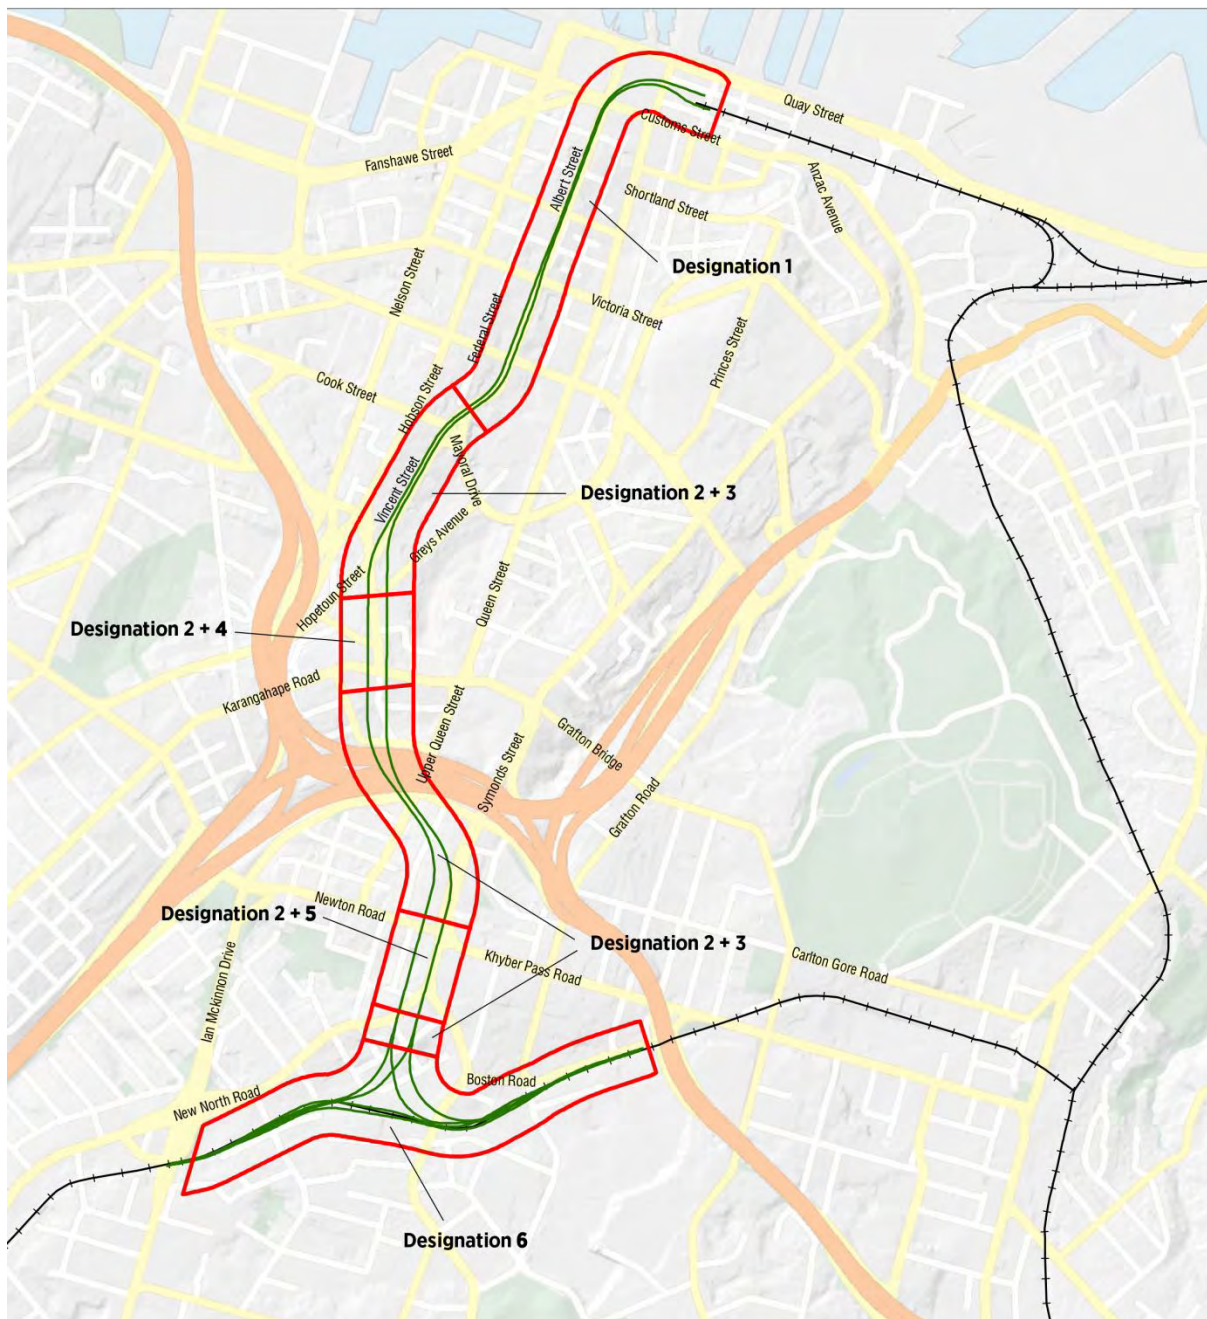 Quay Street
Customs Street
Fanshawe Street
Albert Street
Anzac Avenue
Shortland Street
Designation 1
Nelson Street
Victoria Street
Federal Street
Princes Street
Cook Street
Hobson Street
Mayoral Drive
Vincent Street
Designation 2 + 3
Greys Avenue
Queen Street
Hopetoun Street
Designation 2 + 4
Karangahape Road
Upper Queen Street
Grafton Bridge
Symonds Street
Grafton Road
Newton Road
Designation 2 + 5
Designation 2 + 3
Khyber Pass Road
Carlton Gore Road
Ian Mckinnon Drive
Boston Road
New North Road
Designation 6